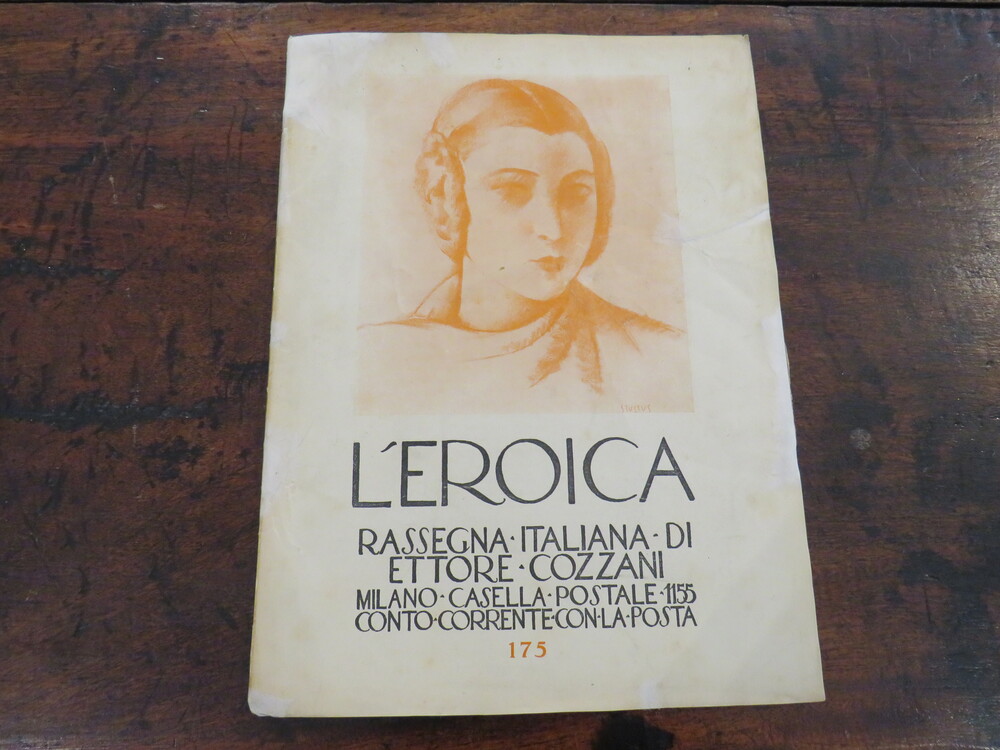 L'EROICA
RASSEGNA · ITALIANA · DI
ETTORE · COZZANI
MILANO · CASELLA · POSTALE · 1155
CONTO · CORRENTE · CON · LA · POSTA
175